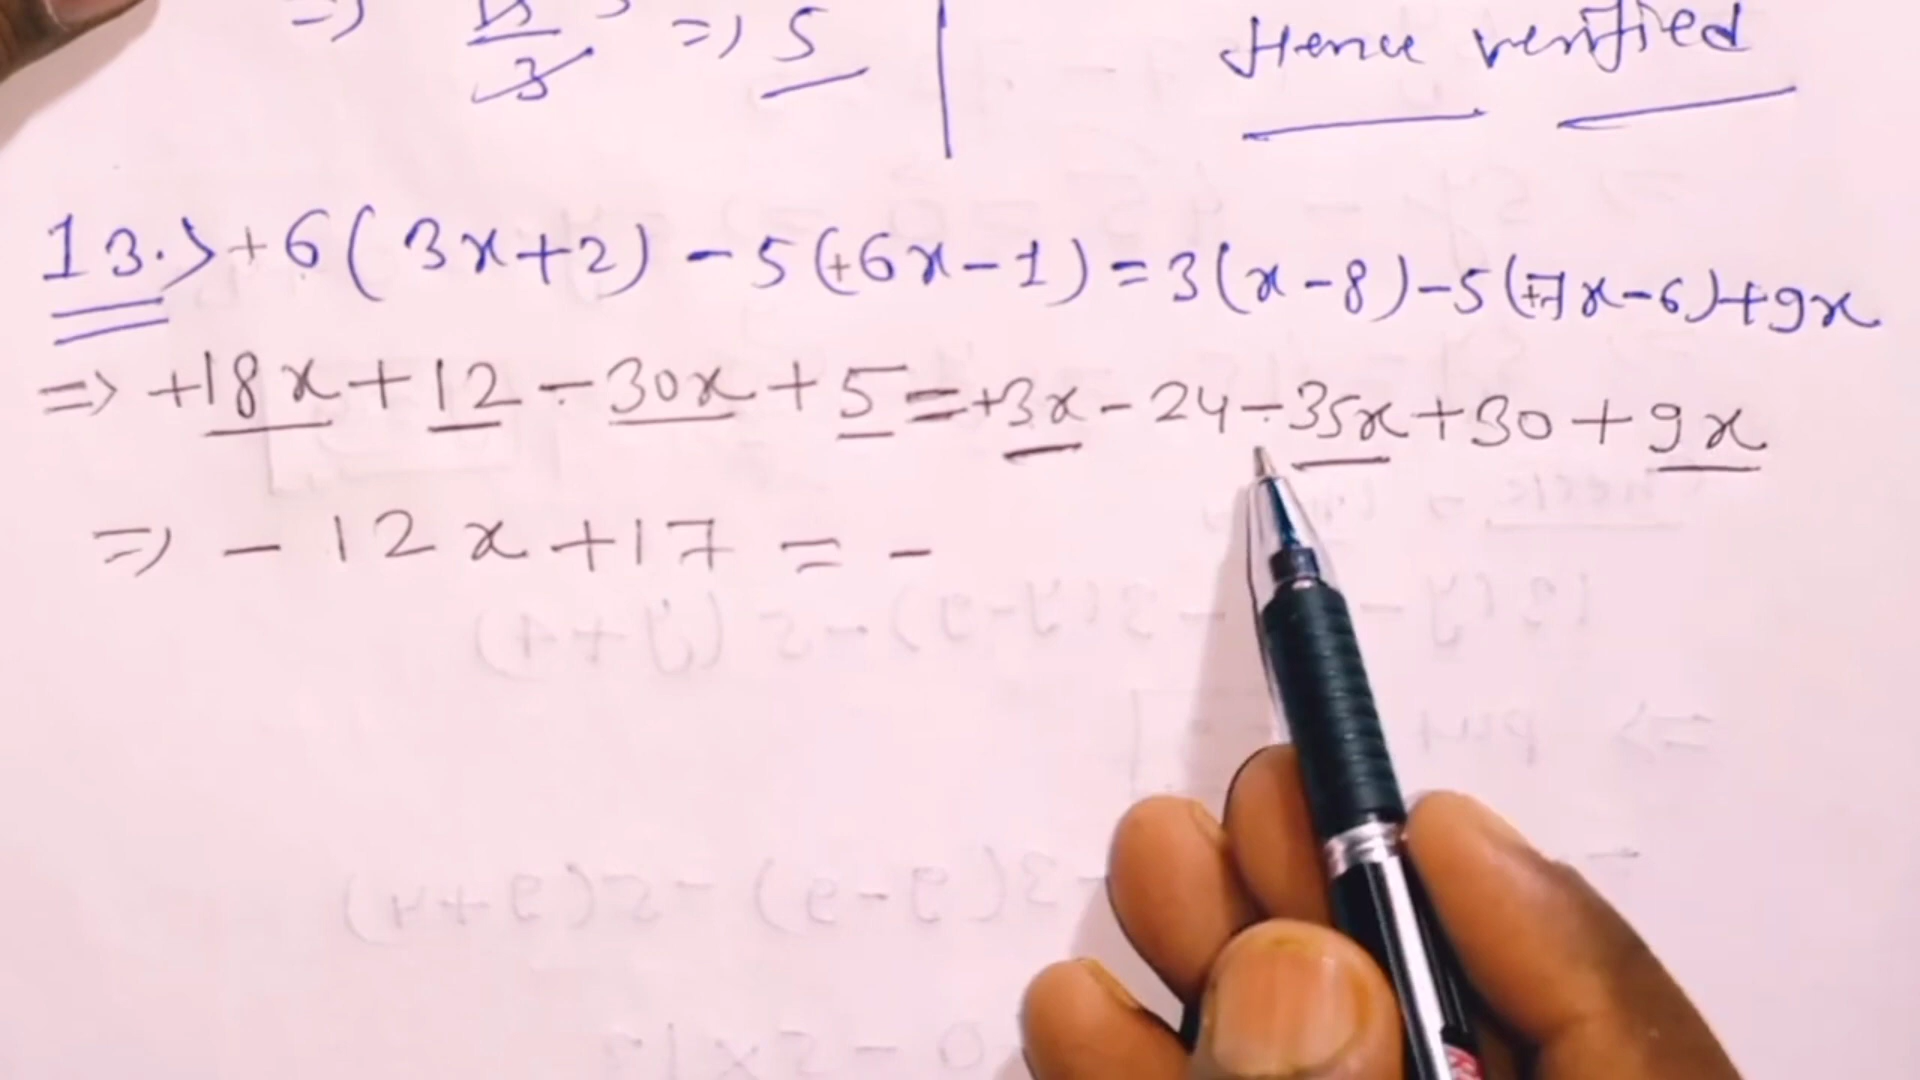 => 15/3 => 5
Hence verified
13.> +6(3x+2)-5(+6x-1)=3(x-8)-5(+7x-6)+9x
=> +18x+12-30x+5=+3x-24-35x+30+9x
=> -12x+17=-